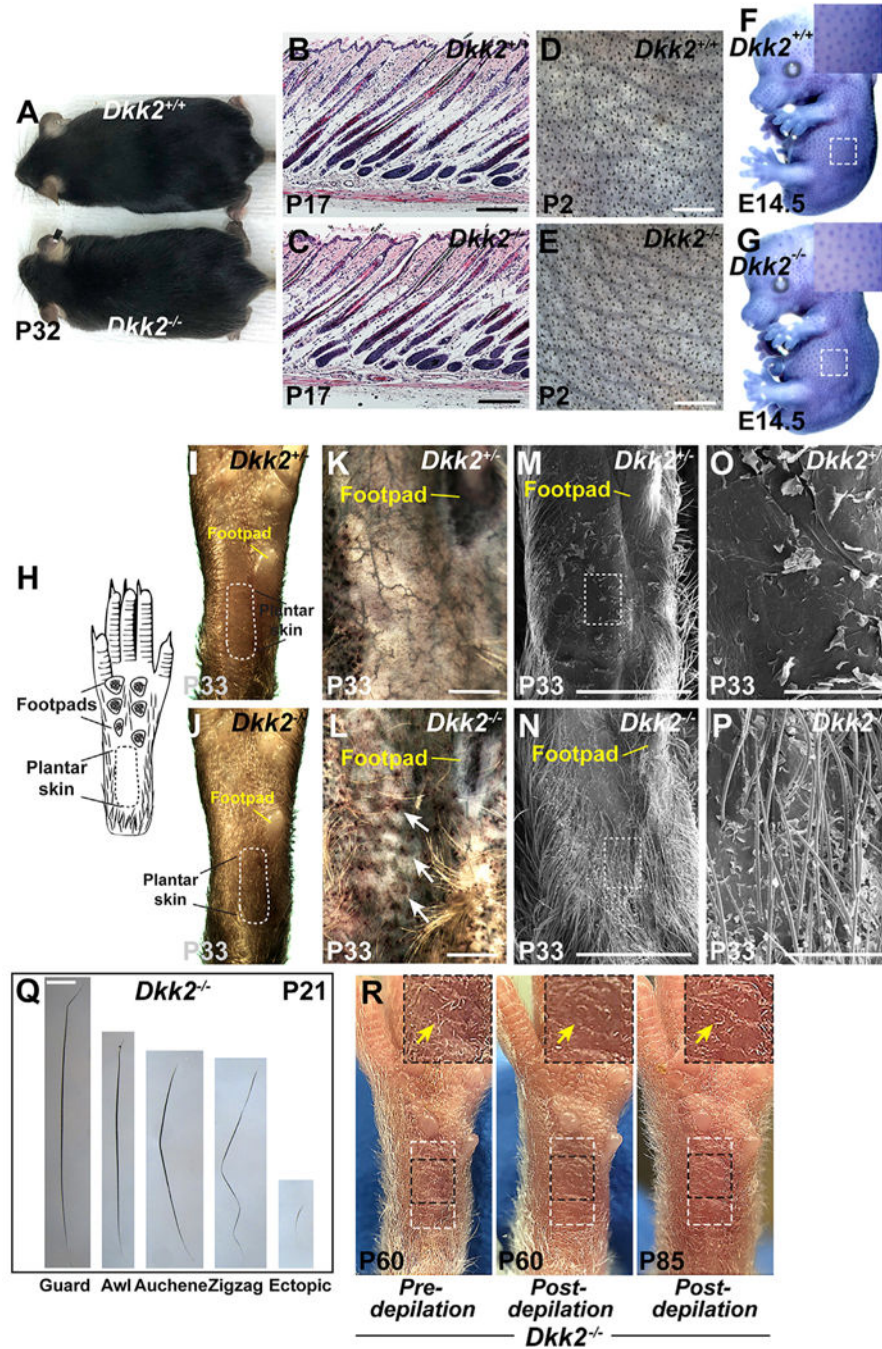 A
Dkk2+/+
P32
Dkk2-/-
B
Dkk2+/
P17
C
Dkk2-/
P17
D
Dkk2+/+
P2
E
Dkk2-/-
P2
F
Dkk2+/+
E14.5
G
Dkk2-/-
E14.5
H
Footpads
Plantar
skin
I
Dkk2+/-
Footpad
Plantar
skin
P33
J
Dkk2-/-
Footpad
Plantar
skin
P33
K
Dkk2+/-
Footpad
P33
L
Dkk2-/-
Footpad
P33
M
Dkk2+/-
Footpad
P33
N
Dkk2-/-
Footpad
P33
O
Dkk2+/
P33
P
Dkk2-/
P33
Q
Dkk2-/-
P21
Guard
Awl
Auchene
Zigzag
Ectopic
R
P60
P60
P85
Pre-
depilation
Post-
depilation
Post-
depilation
Dkk2-/-